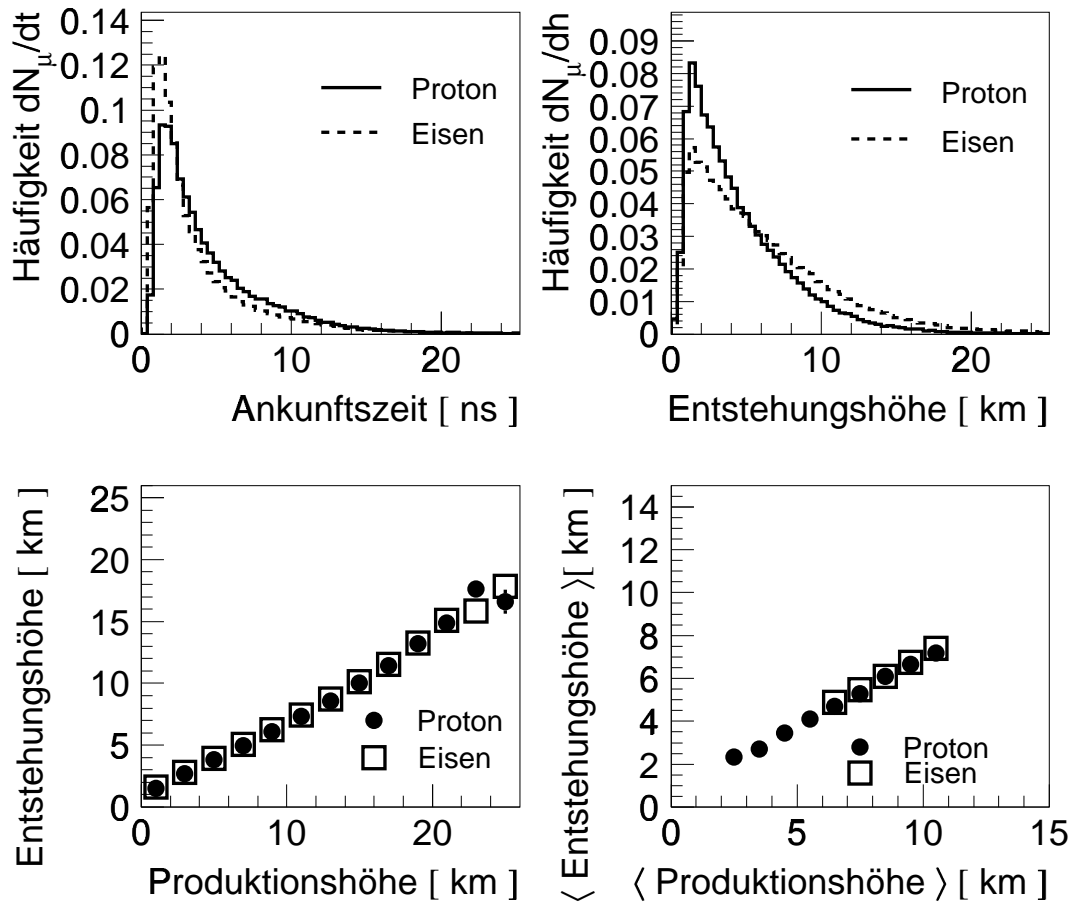 Häufigkeit dN_μ/dt
0.14
0.12
0.1
0.08
0.06
0.04
0.02
0
Proton
Eisen
0 10 20
Ankunftszeit [ ns ]
Häufigkeit dN_μ/dh
0.09
0.08
0.07
0.06
0.05
0.04
0.03
0.02
0.01
0
Proton
Eisen
0 10 20
Entstehungshöhe [ km ]
Entstehungshöhe [ km ]
25
20
15
10
5
0
Proton
Eisen
0 10 20
Produktionshöhe [ km ]
⟨ Entstehungshöhe ⟩[ km ]
14
12
10
8
6
4
2
0
Proton
Eisen
0 5 10 15
⟨ Produktionshöhe ⟩ [ km ]